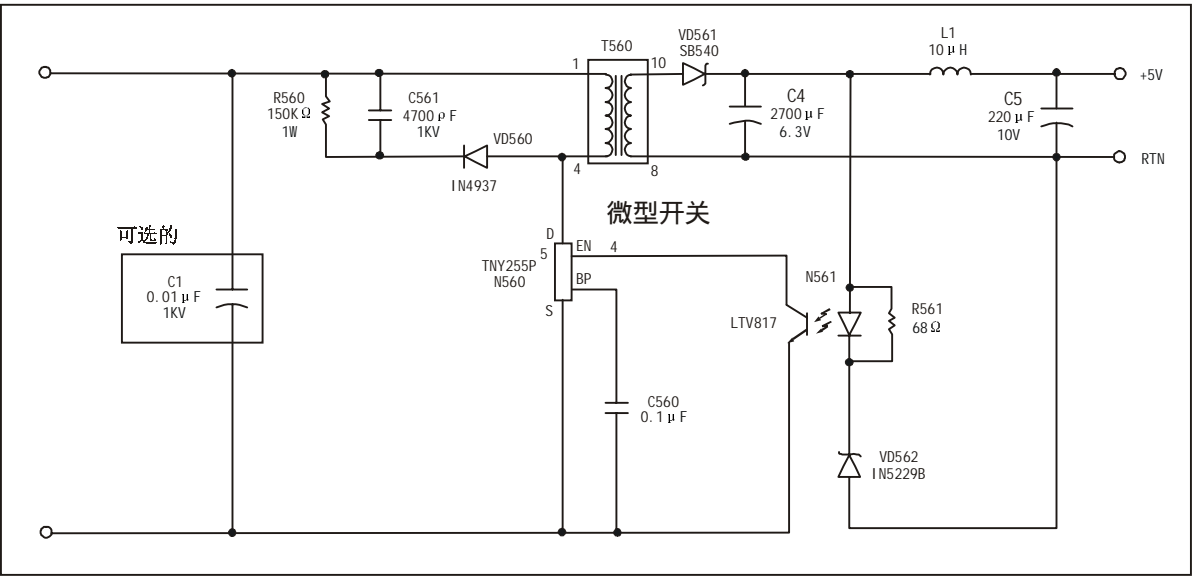 T560
1
10
4
8
VD561
SB540
L1
10μH
+5V
R560
150KΩ
1W
C561
4700ρF
1KV
VD560
IN4937
C4
2700μF
6.3V
C5
220μF
10V
RTN
微型开关
可选的
C1
0.01μF
1KV
D
5
EN
4
TNY255P
N560
BP
S
N561
LTV817
R561
68Ω
C560
0.1μF
VD562
IN5229B